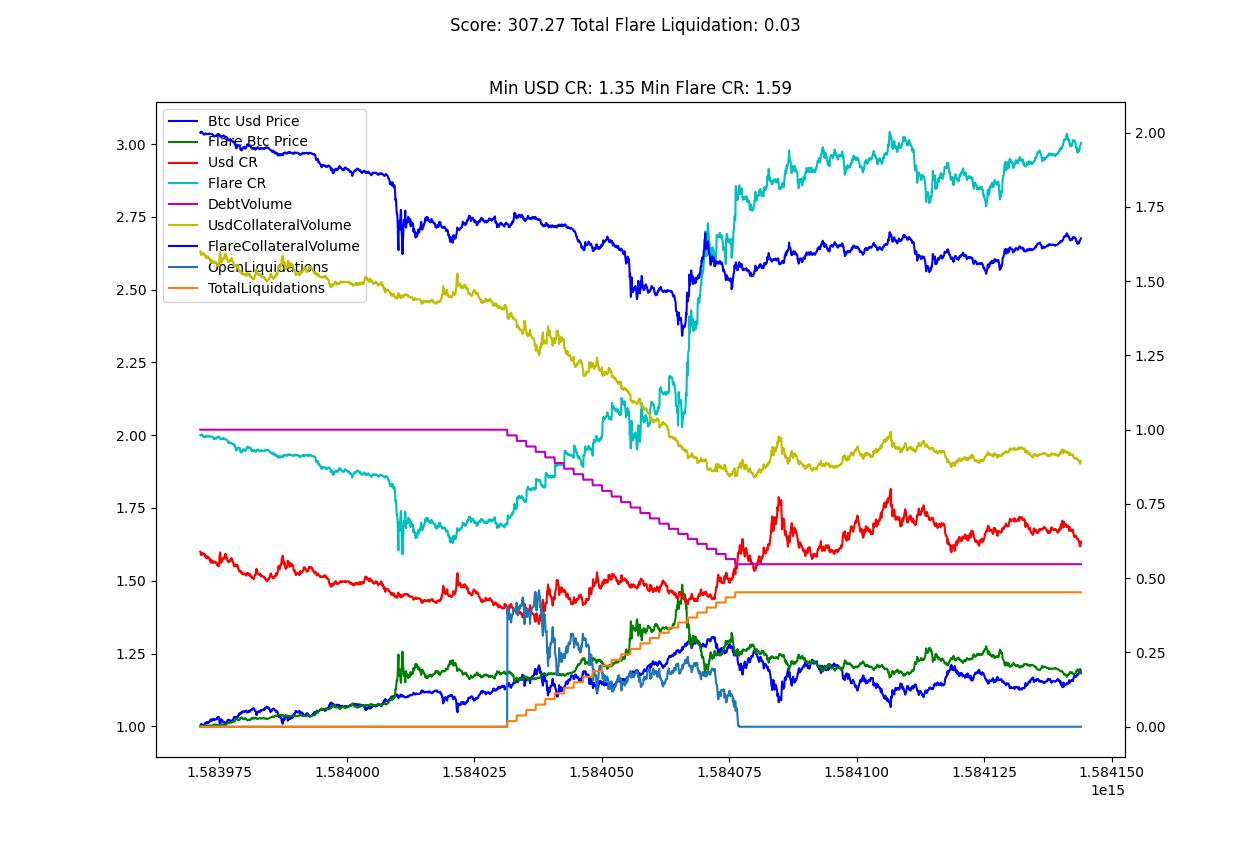 Score: 307.27 Total Flare Liquidation: 0.03
Min USD CR: 1.35 Min Flare CR: 1.59
Btc Usd Price
Flare Btc Price
Usd CR
Flare CR
DebtVolume
UsdCollateralVolume
FlareCollateralVolume
OpenLiquidations
TotalLiquidations
3.00
2.75
2.50
2.25
2.00
1.75
1.50
1.25
1.00
2.00
1.75
1.50
1.25
1.00
0.75
0.50
0.25
0.00
1.583975 1.584000 1.584025 1.584050 1.584075 1.584100 1.584125 1.584150
1e15